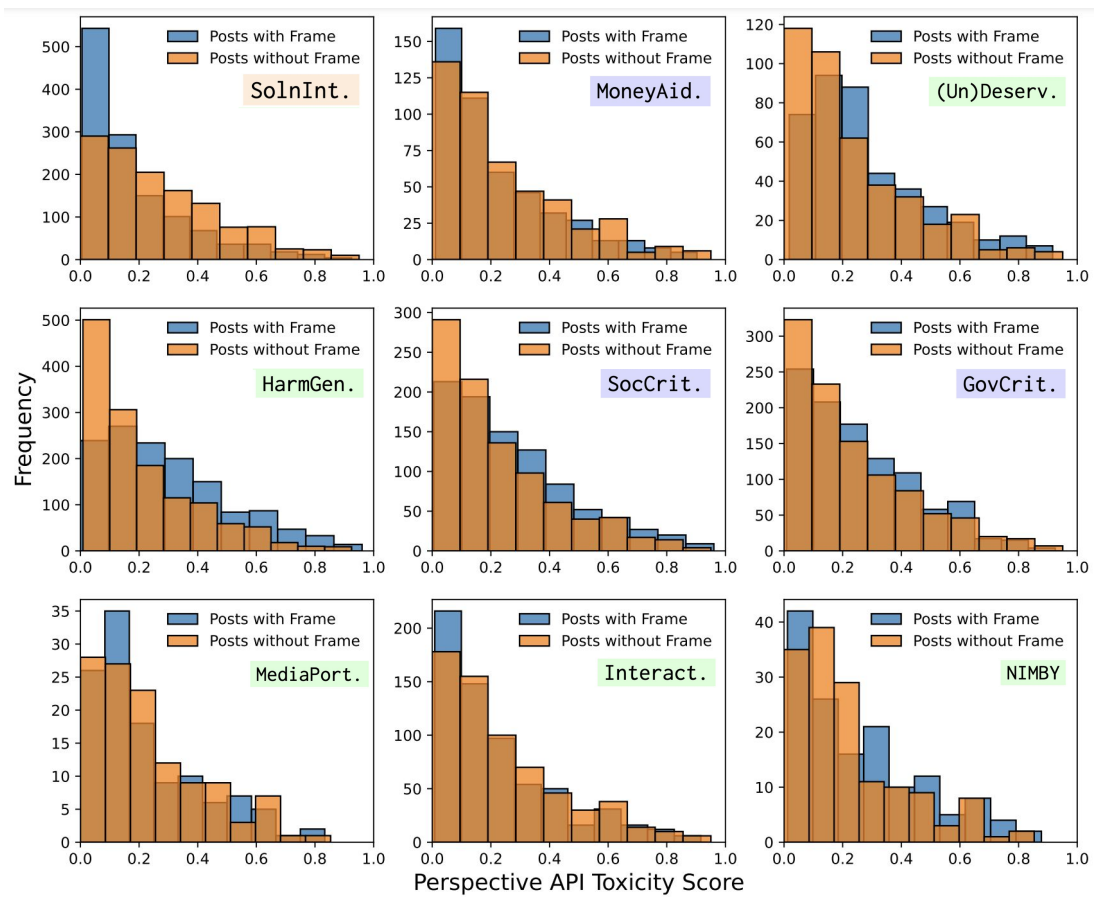 Posts with Frame
Posts without Frame
SolnInt.
500
400
300
200
100
0
0.0 0.2 0.4 0.6 0.8 1.0
Posts with Frame
Posts without Frame
MoneyAid.
150
125
100
75
50
25
0
0.0 0.2 0.4 0.6 0.8 1.0
Posts with Frame
Posts without Frame
(Un)Deserv.
120
100
80
60
40
20
0
0.0 0.2 0.4 0.6 0.8 1.0
Frequency
Posts with Frame
Posts without Frame
HarmGen.
500
400
300
200
100
0
0.0 0.2 0.4 0.6 0.8 1.0
Posts with Frame
Posts without Frame
SocCrit.
300
250
200
150
100
50
0
0.0 0.2 0.4 0.6 0.8 1.0
Posts with Frame
Posts without Frame
GovCrit.
300
250
200
150
100
50
0
0.0 0.2 0.4 0.6 0.8 1.0
Posts with Frame
Posts without Frame
MediaPort.
35
30
25
20
15
10
5
0
0.0 0.2 0.4 0.6 0.8 1.0
Posts with Frame
Posts without Frame
Interact.
200
150
100
50
0
0.0 0.2 0.4 0.6 0.8 1.0
Posts with Frame
Posts without Frame
NIMBY
40
30
20
10
0
0.0 0.2 0.4 0.6 0.8 1.0
Perspective API Toxicity Score